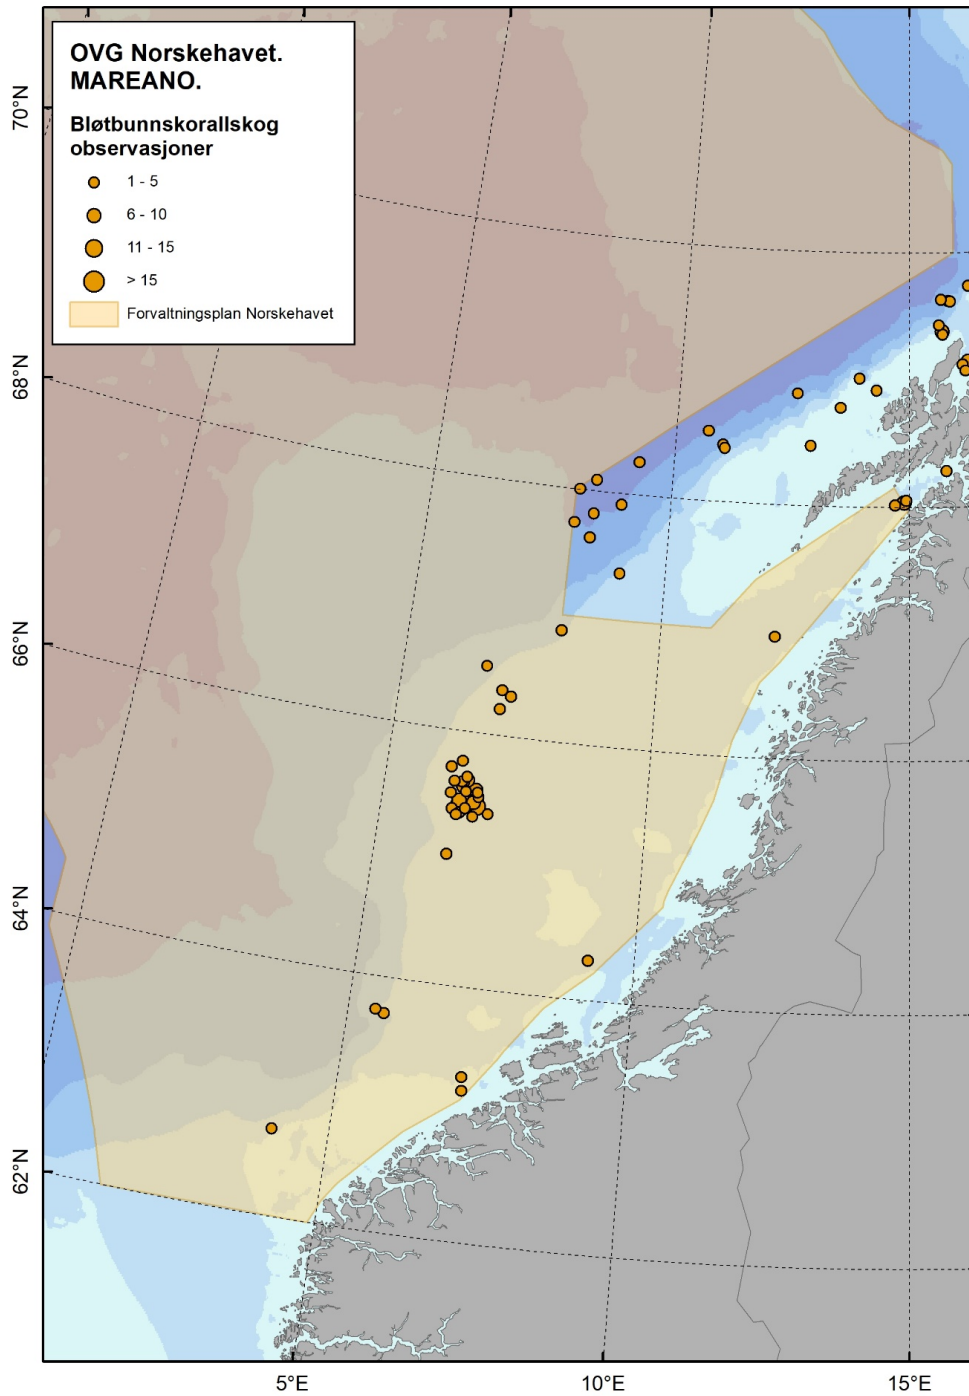 OVG Norskehavet.
MAREANO.
Bløtbunnskorallskog
observasjoner
1 - 5
6 - 10
11 - 15
> 15
Forvaltningsplan Norskehavet
70°N
68°N
66°N
64°N
62°N
5°E
10°E
15°E